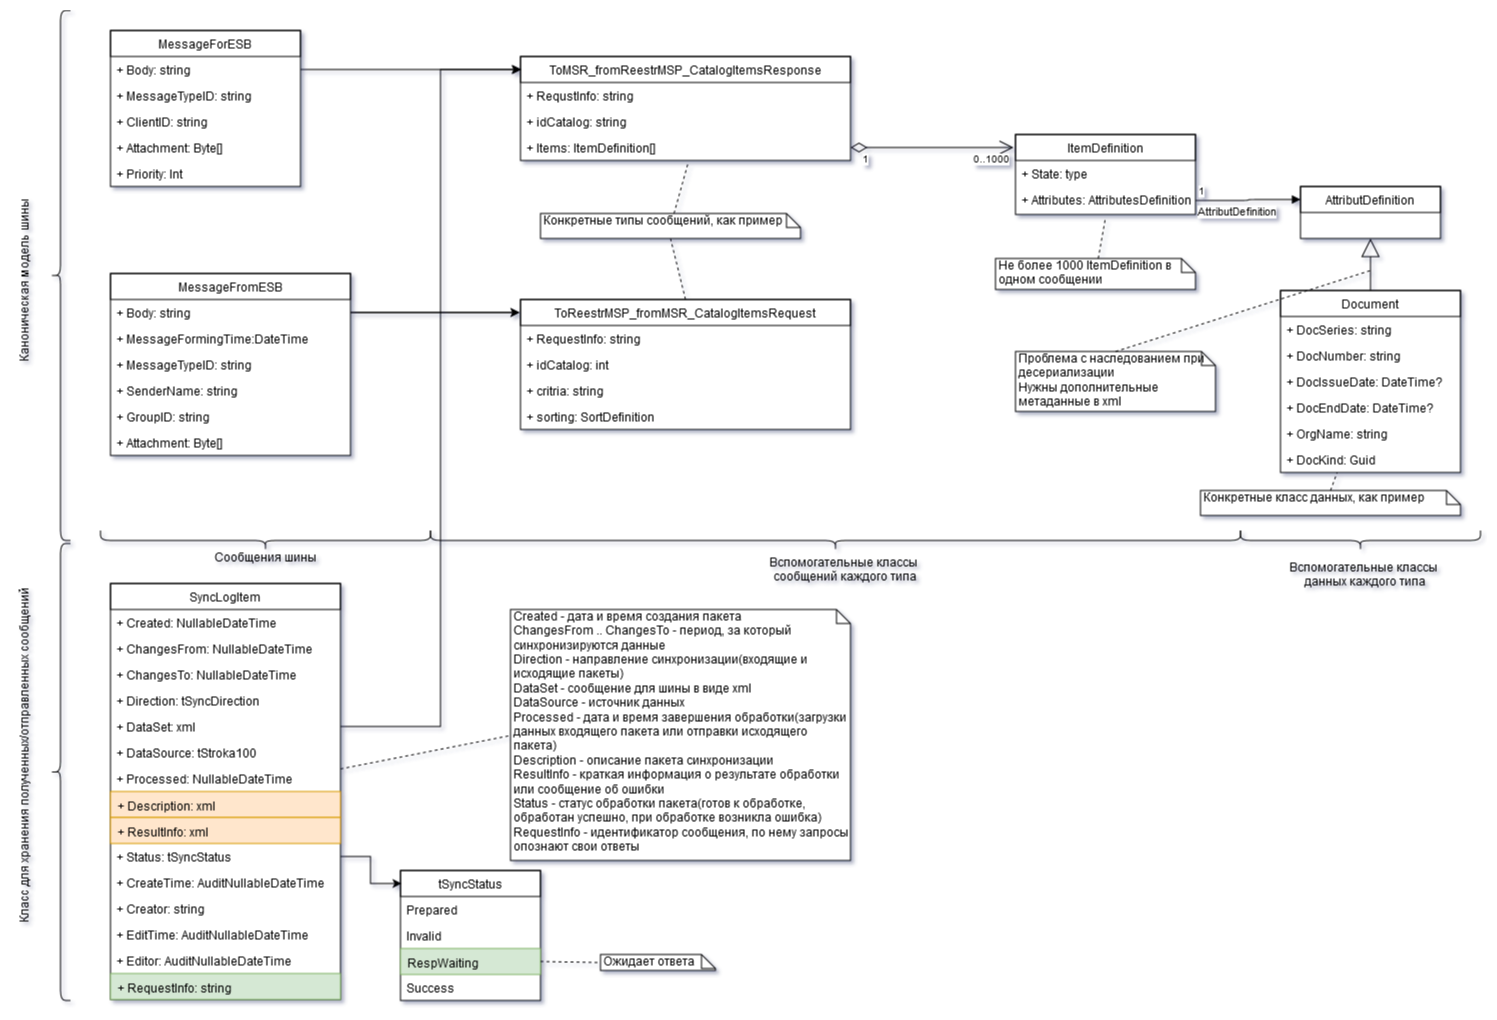 Каноническая модель шины
MessageForESB
+ Body: string
+ MessageTypeID: string
+ ClientID: string
+ Attachment: Byte[]
+ Priority: Int
ToMSR_fromReestrMSP_CatalogItemsResponse
+ RequstInfo: string
+ idCatalog: string
+ Items: ItemDefinition[]
1
0..1000
ItemDefinition
+ State: type
+ Attributes: AttributesDefinition
1
AttributDefinition
AttributDefinition
Конкретные типы сообщений, как пример
Не более 1000 ItemDefinition в
одном сообщении
MessageFromESB
+ Body: string
+ MessageFormingTime:DateTime
+ MessageTypeID: string
+ SenderName: string
+ GroupID: string
+ Attachment: Byte[]
ToReestrMSP_fromMSR_CatalogItemsRequest
+ RequestInfo: string
+ idCatalog: int
+ critria: string
+ sorting: SortDefinition
Проблема с наследованием при
десериализации
Нужны дополнительные
метаданные в xml
Document
+ DocSeries: string
+ DocNumber: string
+ DocIssueDate: DateTime?
+ DocEndDate: DateTime?
+ OrgName: string
+ DocKind: Guid
Конкретные класс данных, как пример
Сообщения шины
Вспомогательные классы
сообщений каждого типа
Вспомогательные классы
данных каждого типа
Класс для хранения полученных/отправленных сообщений
SyncLogItem
+ Created: NullableDateTime
+ ChangesFrom: NullableDateTime
+ ChangesTo: NullableDateTime
+ Direction: tSyncDirection
+ DataSet: xml
+ DataSource: tStroka100
+ Processed: NullableDateTime
+ Description: xml
+ ResultInfo: xml
+ Status: tSyncStatus
+ CreateTime: AuditNullableDateTime
+ Creator: string
+ EditTime: AuditNullableDateTime
+ Editor: AuditNullableDateTime
+ RequestInfo: string
Created - дата и время создания пакета
ChangesFrom .. ChangesTo - период, за который
синхронизируются данные
Direction - направление синхронизации(входящие и
исходящие пакеты)
DataSet - сообщение для шины в виде xml
DataSource - источник данных
Processed - дата и время завершения обработки(загрузки
данных входящего пакета или отправки исходящего
пакета)
Description - описание пакета синхронизации
ResultInfo - краткая информация о результате обработки
или сообщение об ошибки
Status - статус обработки пакета(готов к обработке,
обработан успешно, при обработке возникла ошибка)
RequestInfo - идентификатор сообщения, по нему запросы
опознают свои ответы
tSyncStatus
Prepared
Invalid
RespWaiting
Success
Ожидает ответа